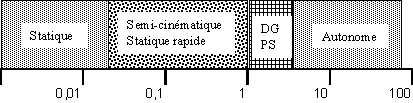 Statique
Semi-cinématique
Statique rapide
DG
PS
Autonome
0,01
0,1
1
10
100